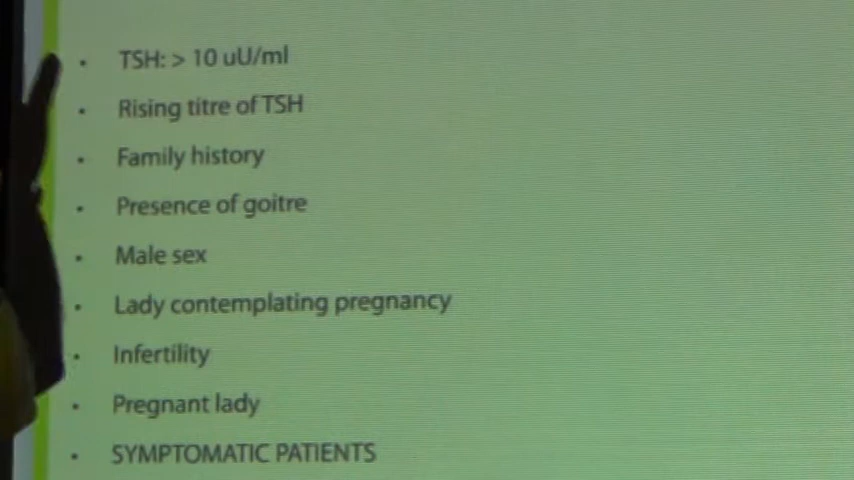 • TSH: > 10 uU/ml
• Rising titre of TSH
• Family history
• Presence of goitre
• Male sex
• Lady contemplating pregnancy
• Infertility
• Pregnant lady
• SYMPTOMATIC PATIENTS